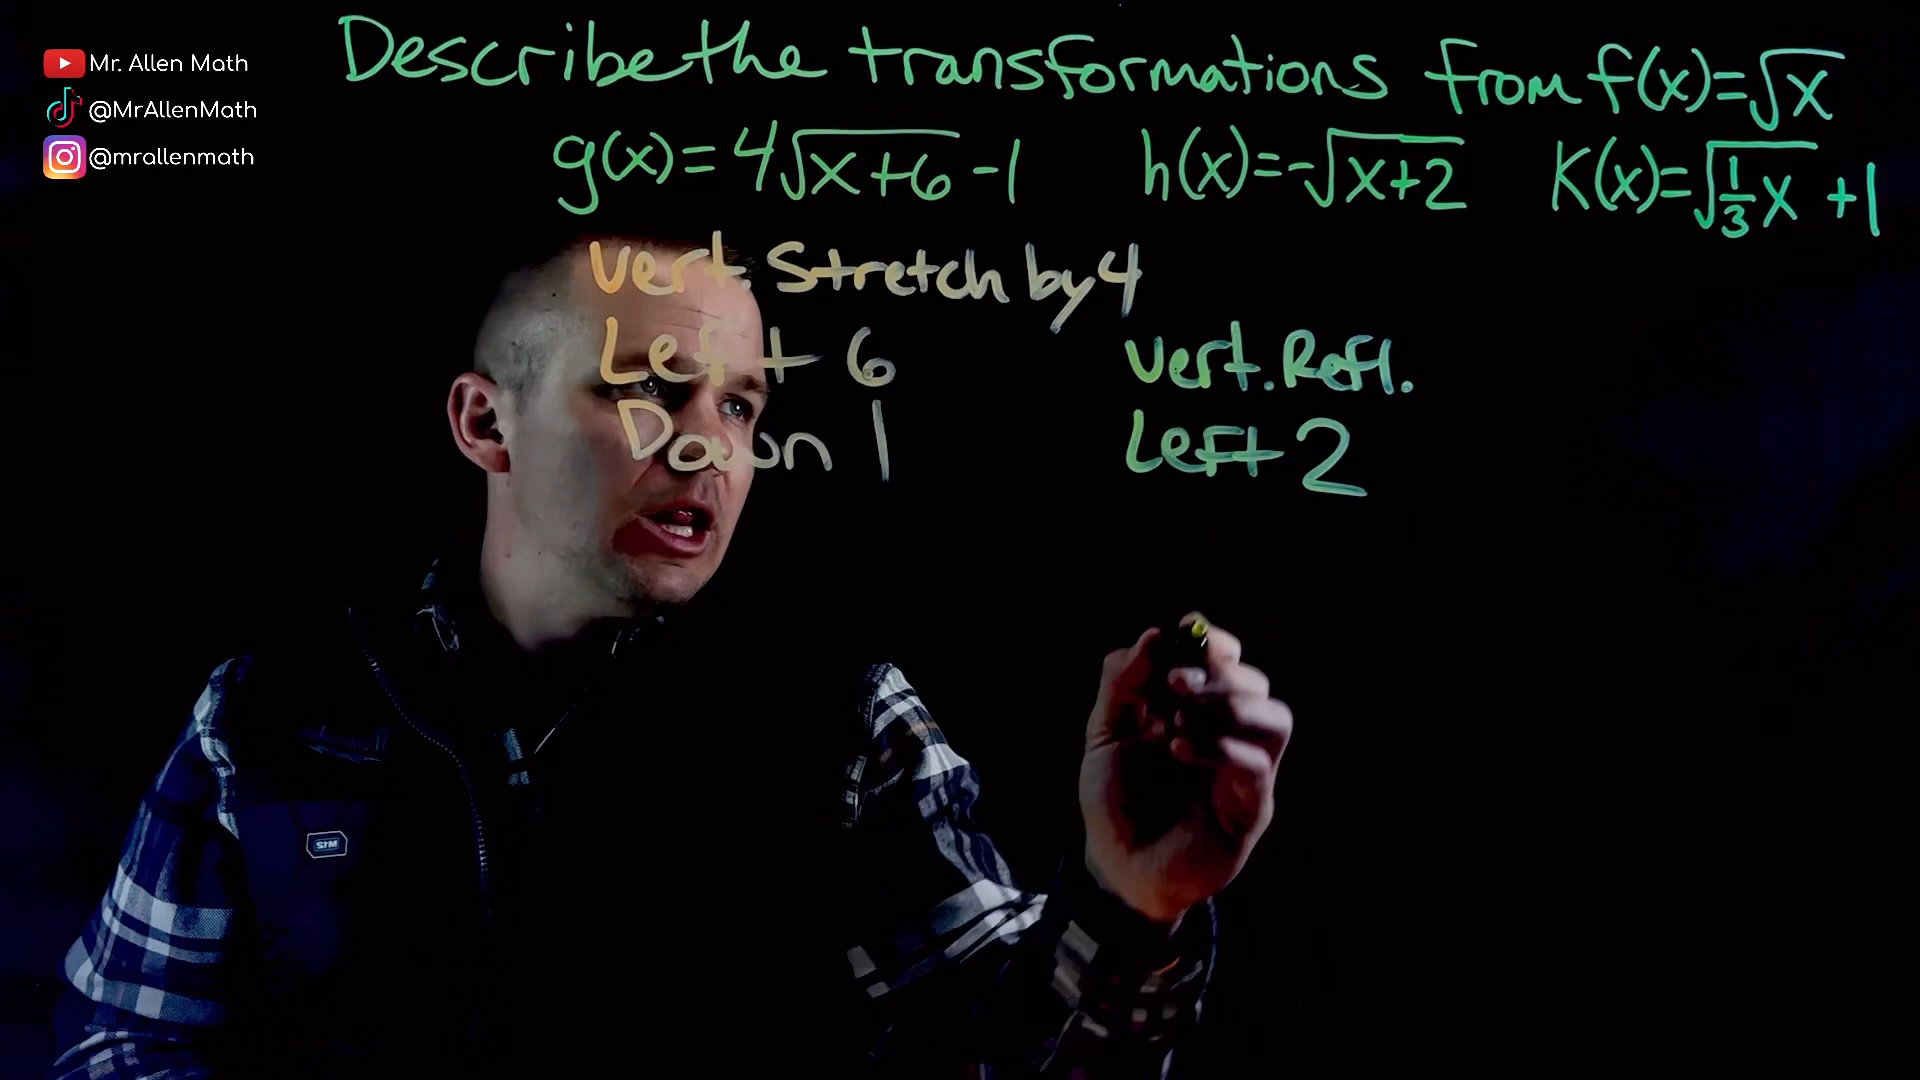 Mr. Allen Math
@MrAllenMath
@mrallenmath
Describe the transformations from f(x)=√x
g(x)=4√x+6 -1 h(x)=-√x+2 K(x)=√1/3x +1
Vert. Stretch by 4
Left 6
Down 1
Vert. Refl.
Left 2
STM